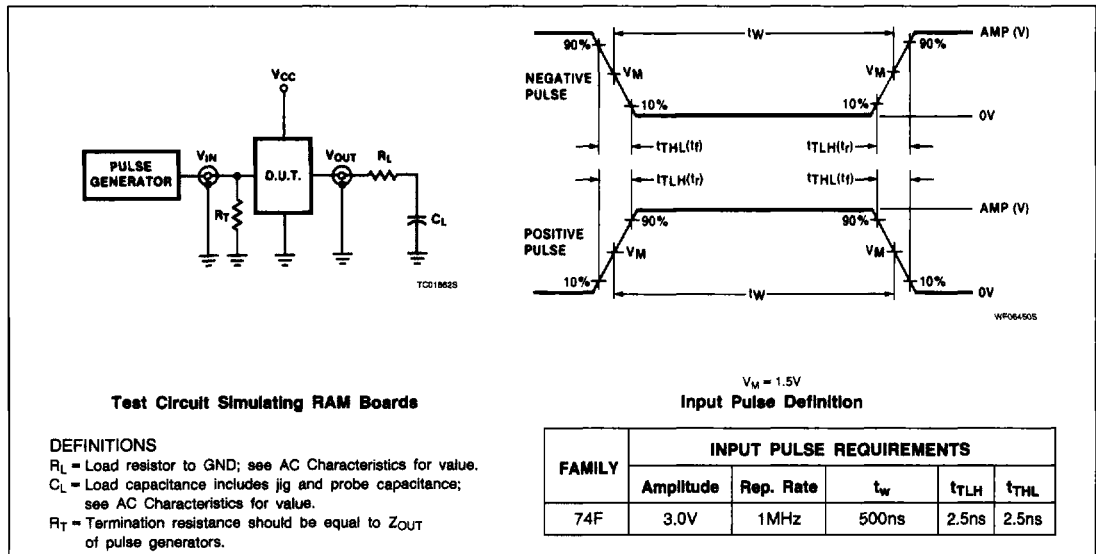 VCC
PULSE
GENERATOR
VIN
D.U.T.
VOUT
RL
RT
CL
TC01862S
Test Circuit Simulating RAM Boards
DEFINITIONS
RL = Load resistor to GND; see AC Characteristics for value.
CL = Load capacitance includes jig and probe capacitance;
see AC Characteristics for value.
RT = Termination resistance should be equal to ZOUT
of pulse generators.
90% tW 90% AMP (V)
NEGATIVE
PULSE
VM VM
10% 10%
0V
tTHL(tf) tTLH(tr)
tTLH(tr) tTHL(tf)
AMP (V)
90% 90%
POSITIVE
PULSE
VM VM
10% tW 10%
0V
WF06450S
VM = 1.5V
Input Pulse Definition
FAMILY INPUT PULSE REQUIREMENTS
Amplitude Rep. Rate tw tTLH tTHL
74F 3.0V 1MHz 500ns 2.5ns 2.5ns